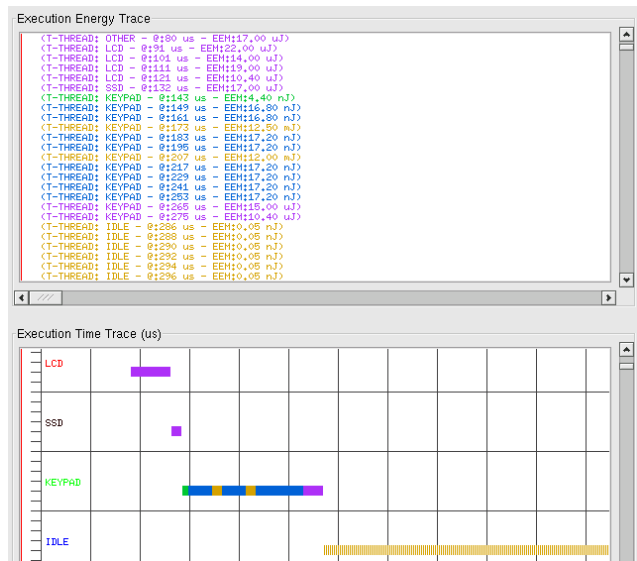 Execution Energy Trace
(T-THREAD: OTHER - @:80 us - EEM:17.00 uJ)
(T-THREAD: LCD - @:91 us - EEM:22.00 uJ)
(T-THREAD: LCD - @:101 us - EEM:14.00 uJ)
(T-THREAD: LCD - @:111 us - EEM:19.00 uJ)
(T-THREAD: LCD - @:121 us - EEM:10.40 uJ)
(T-THREAD: SSD - @:132 us - EEM:17.00 uJ)
(T-THREAD: KEYPAD - @:143 us - EEM:4.40 nJ)
(T-THREAD: KEYPAD - @:149 us - EEM:16.80 nJ)
(T-THREAD: KEYPAD - @:161 us - EEM:16.80 nJ)
(T-THREAD: KEYPAD - @:173 us - EEM:12.50 mJ)
(T-THREAD: KEYPAD - @:183 us - EEM:17.20 nJ)
(T-THREAD: KEYPAD - @:195 us - EEM:17.20 nJ)
(T-THREAD: KEYPAD - @:207 us - EEM:12.00 mJ)
(T-THREAD: KEYPAD - @:217 us - EEM:17.20 nJ)
(T-THREAD: KEYPAD - @:229 us - EEM:17.20 nJ)
(T-THREAD: KEYPAD - @:241 us - EEM:17.20 nJ)
(T-THREAD: KEYPAD - @:253 us - EEM:17.20 nJ)
(T-THREAD: KEYPAD - @:265 us - EEM:15.00 uJ)
(T-THREAD: KEYPAD - @:275 us - EEM:10.40 uJ)
(T-THREAD: IDLE - @:286 us - EEM:0.05 nJ)
(T-THREAD: IDLE - @:288 us - EEM:0.05 nJ)
(T-THREAD: IDLE - @:290 us - EEM:0.05 nJ)
(T-THREAD: IDLE - @:292 us - EEM:0.05 nJ)
(T-THREAD: IDLE - @:294 us - EEM:0.05 nJ)
(T-THREAD: IDLE - @:296 us - EEM:0.05 nJ)
Execution Time Trace (us)
LCD
SSD
KEYPAD
IDLE